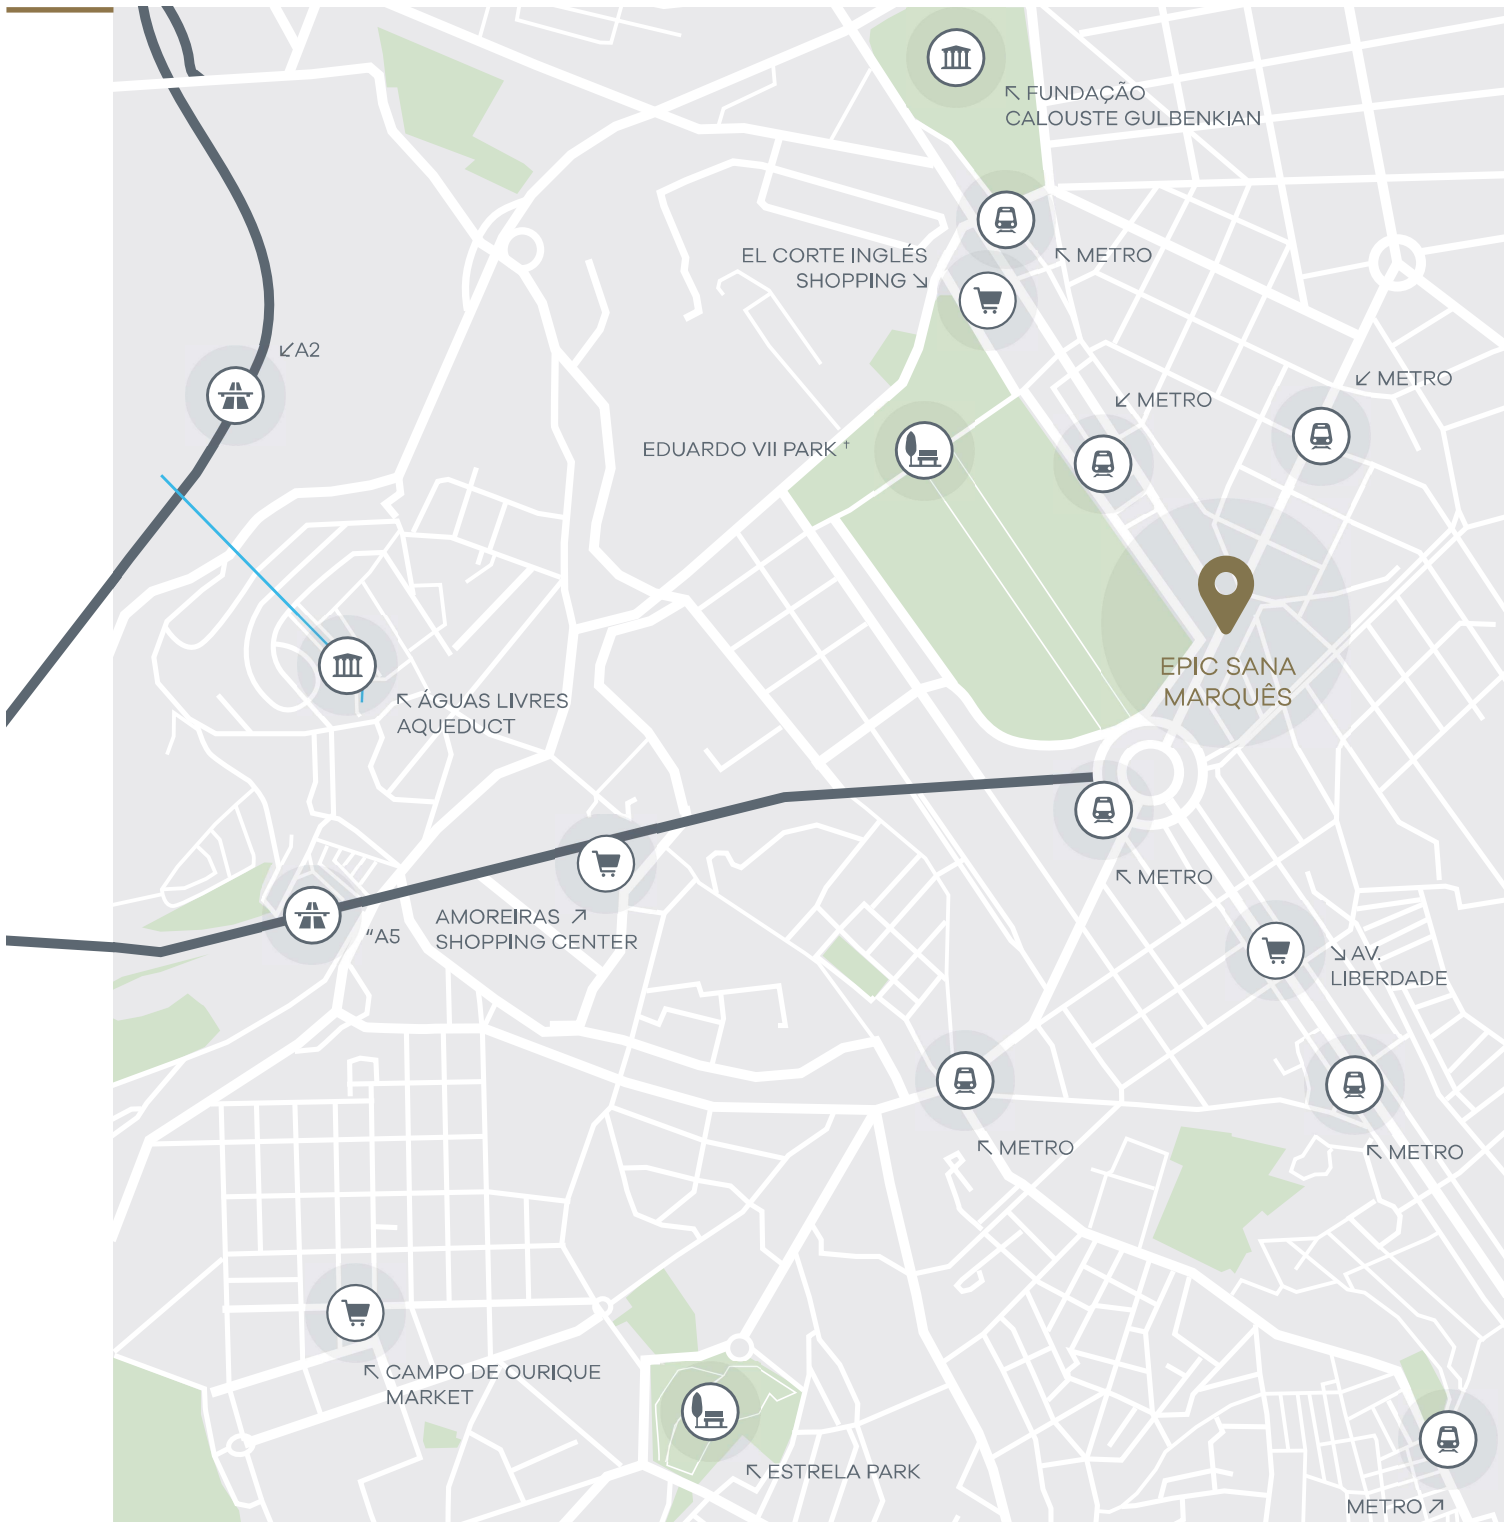 ↖ FUNDAÇÃO
CALOUSTE GULBENKIAN
EL CORTE INGLÉS
SHOPPING ↘
↖ METRO
↙A2
↙ METRO
↙ METRO
EDUARDO VII PARK †
EPIC SANA
MARQUÊS
↖ ÁGUAS LIVRES
AQUEDUCT
↖ METRO
AMOREIRAS ↗
SHOPPING CENTER
"A5
↘ AV.
LIBERDADE
↖ METRO
↖ METRO
↖ CAMPO DE OURIQUE
MARKET
↖ ESTRELA PARK
METRO ↗